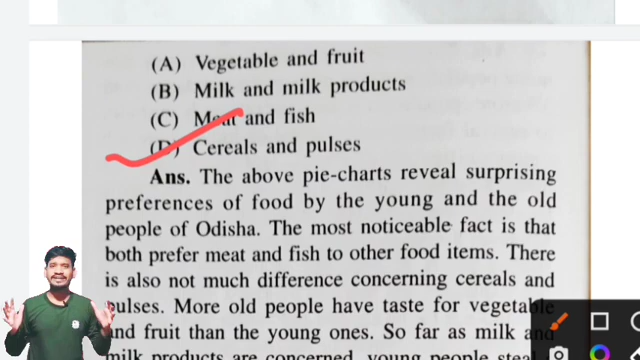 (A) Vegetable and fruit
(B) Milk and milk products
(C) Meat and fish
(D) Cereals and pulses
Ans. The above pie-charts reveal surprising
preferences of food by the young and the old
people of Odisha. The most noticeable fact is that
both prefer meat and fish to other food items. There
is also not much difference concerning cereals and
pulses. More old people have taste for vegetable
and fruit than the young ones. So far as milk and
milk products are concerned, young people